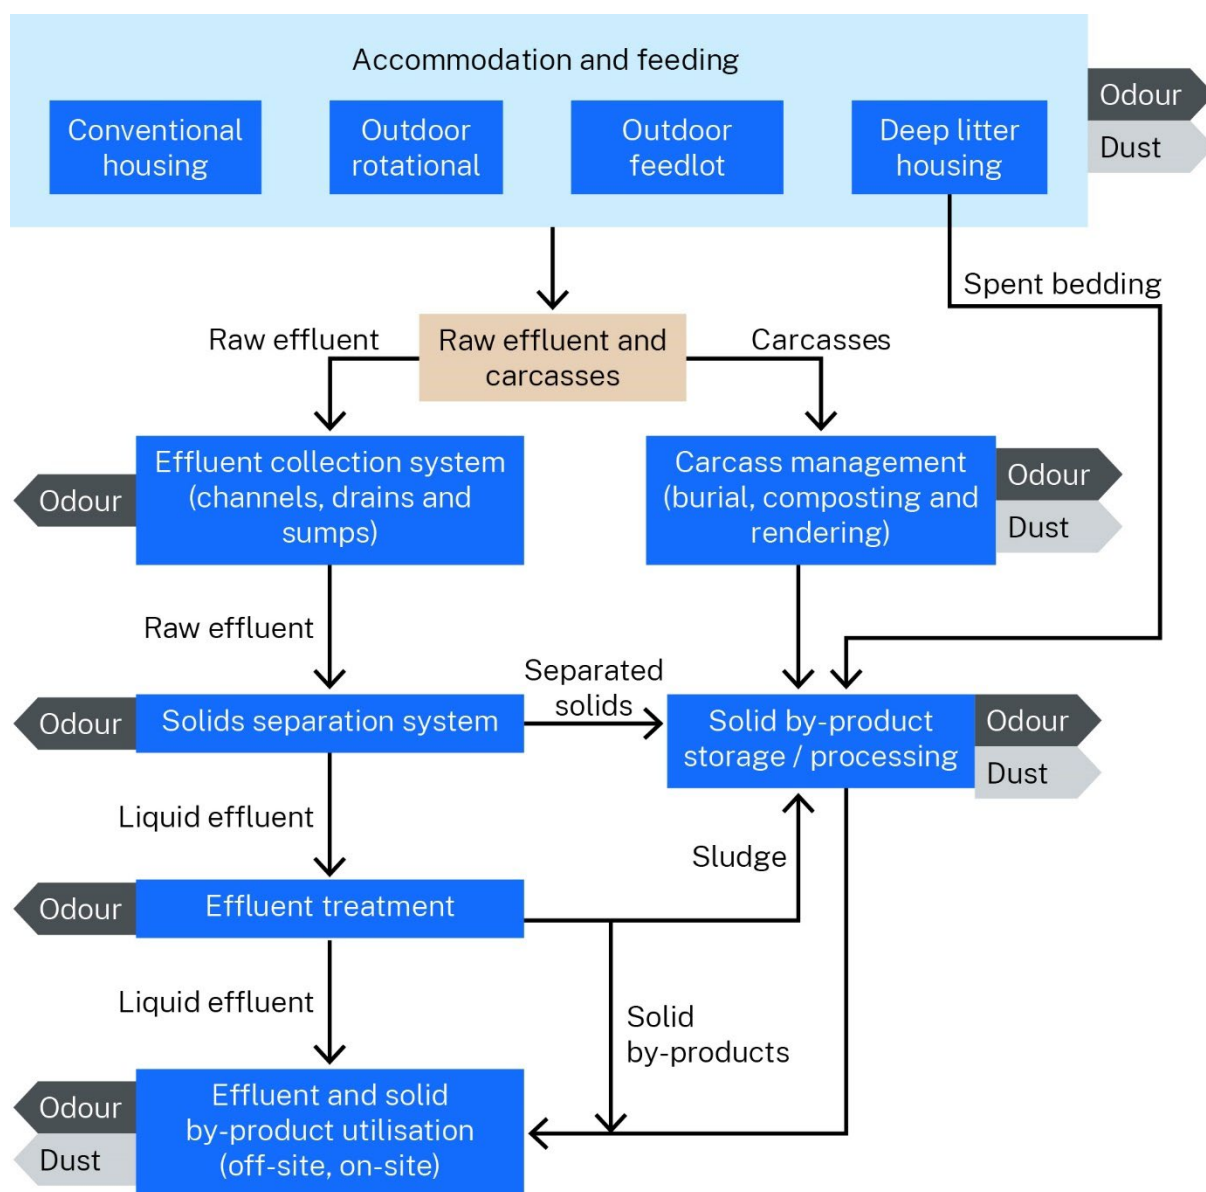 Accommodation and feeding
Conventional
housing
Outdoor
rotational
Outdoor
feedlot
Deep litter
housing
Odour
Dust
Spent bedding
Raw effluent
Raw effluent and
carcasses
Carcasses
Odour
Effluent collection system
(channels, drains and
sumps)
Carcass management
(burial, composting and
rendering)
Odour
Dust
Raw effluent
Separated
solids
Odour
Solids separation system
Solid by-product
storage / processing
Odour
Dust
Liquid effluent
Sludge
Odour
Effluent treatment
Liquid effluent
Solid
by-products
Odour
Dust
Effluent and solid
by-product utilisation
(off-site, on-site)